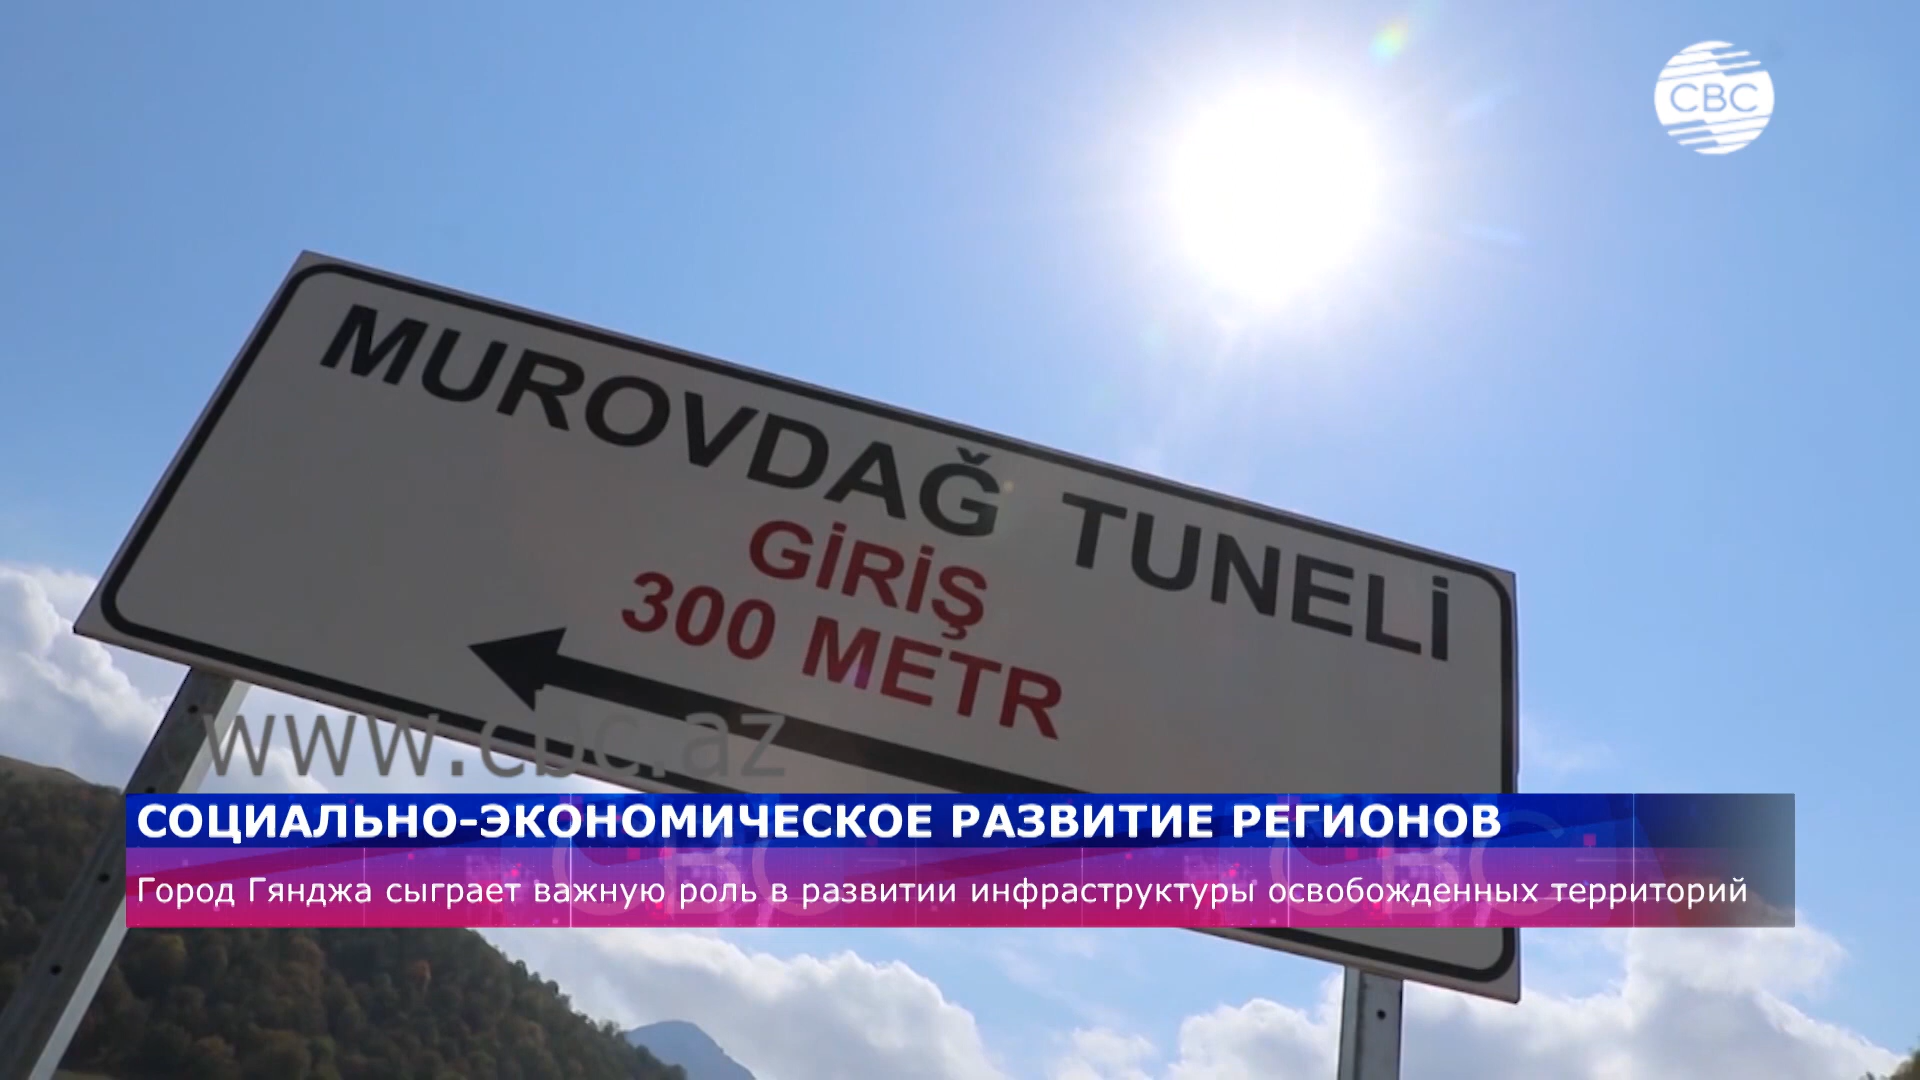 CBC
MUROVDAĞ TUNELİ
GİRİŞ
300 METR
www.cbc.az
СОЦИАЛЬНО-ЭКОНОМИЧЕСКОЕ РАЗВИТИЕ РЕГИОНОВ
Город Гянджа сыграет важную роль в развитии инфраструктуры освобожденных территорий